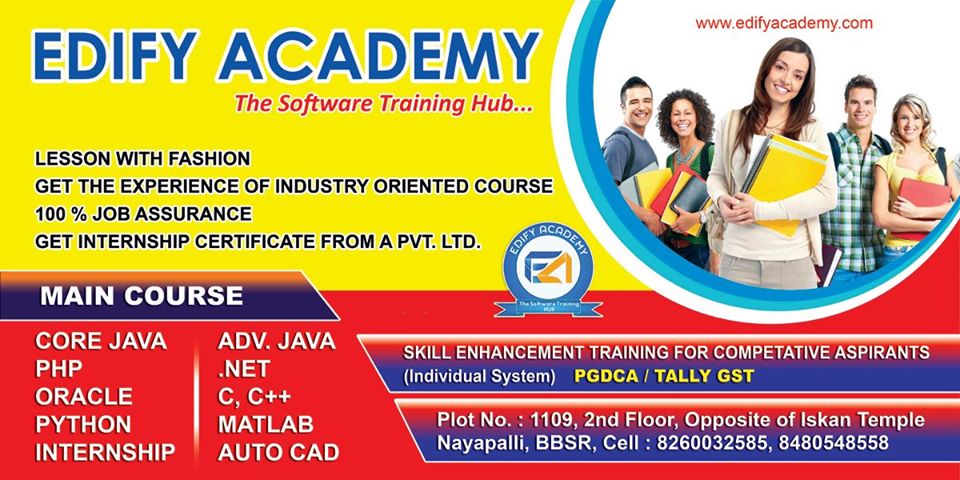 www.edifyacademy.com
EDIFY ACADEMY
The Software Training Hub...
LESSON WITH FASHION
GET THE EXPERIENCE OF INDUSTRY ORIENTED COURSE
100 % JOB ASSURANCE
GET INTERNSHIP CERTIFICATE FROM A PVT. LTD.
EDIFY ACADEMY
EA
The Software Training
HUB
MAIN COURSE
CORE JAVA
PHP
ORACLE
PYTHON
INTERNSHIP
ADV. JAVA
.NET
C, C++
MATLAB
AUTO CAD
SKILL ENHANCEMENT TRAINING FOR COMPETATIVE ASPIRANTS
(Individual System) PGDCA / TALLY GST
Plot No. : 1109, 2nd Floor, Opposite of Iskan Temple
Nayapalli, BBSR, Cell : 8260032585, 8480548558